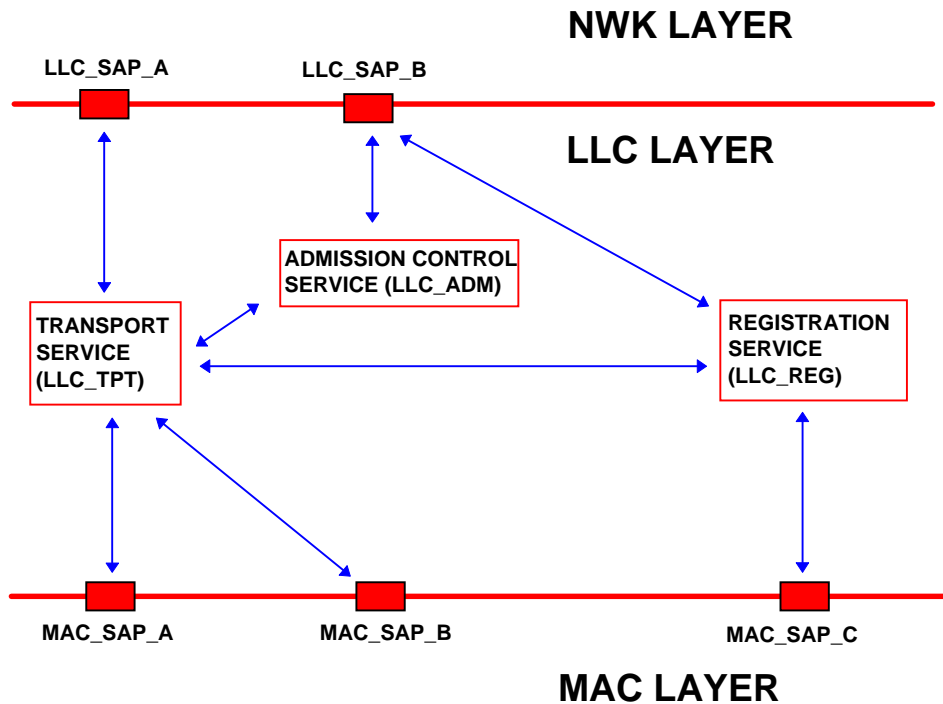 NWK LAYER
LLC_SAP_A
LLC_SAP_B
LLC LAYER
ADMISSION CONTROL
SERVICE (LLC_ADM)
TRANSPORT
SERVICE
(LLC_TPT)
REGISTRATION
SERVICE
(LLC_REG)
MAC_SAP_A
MAC_SAP_B
MAC_SAP_C
MAC LAYER